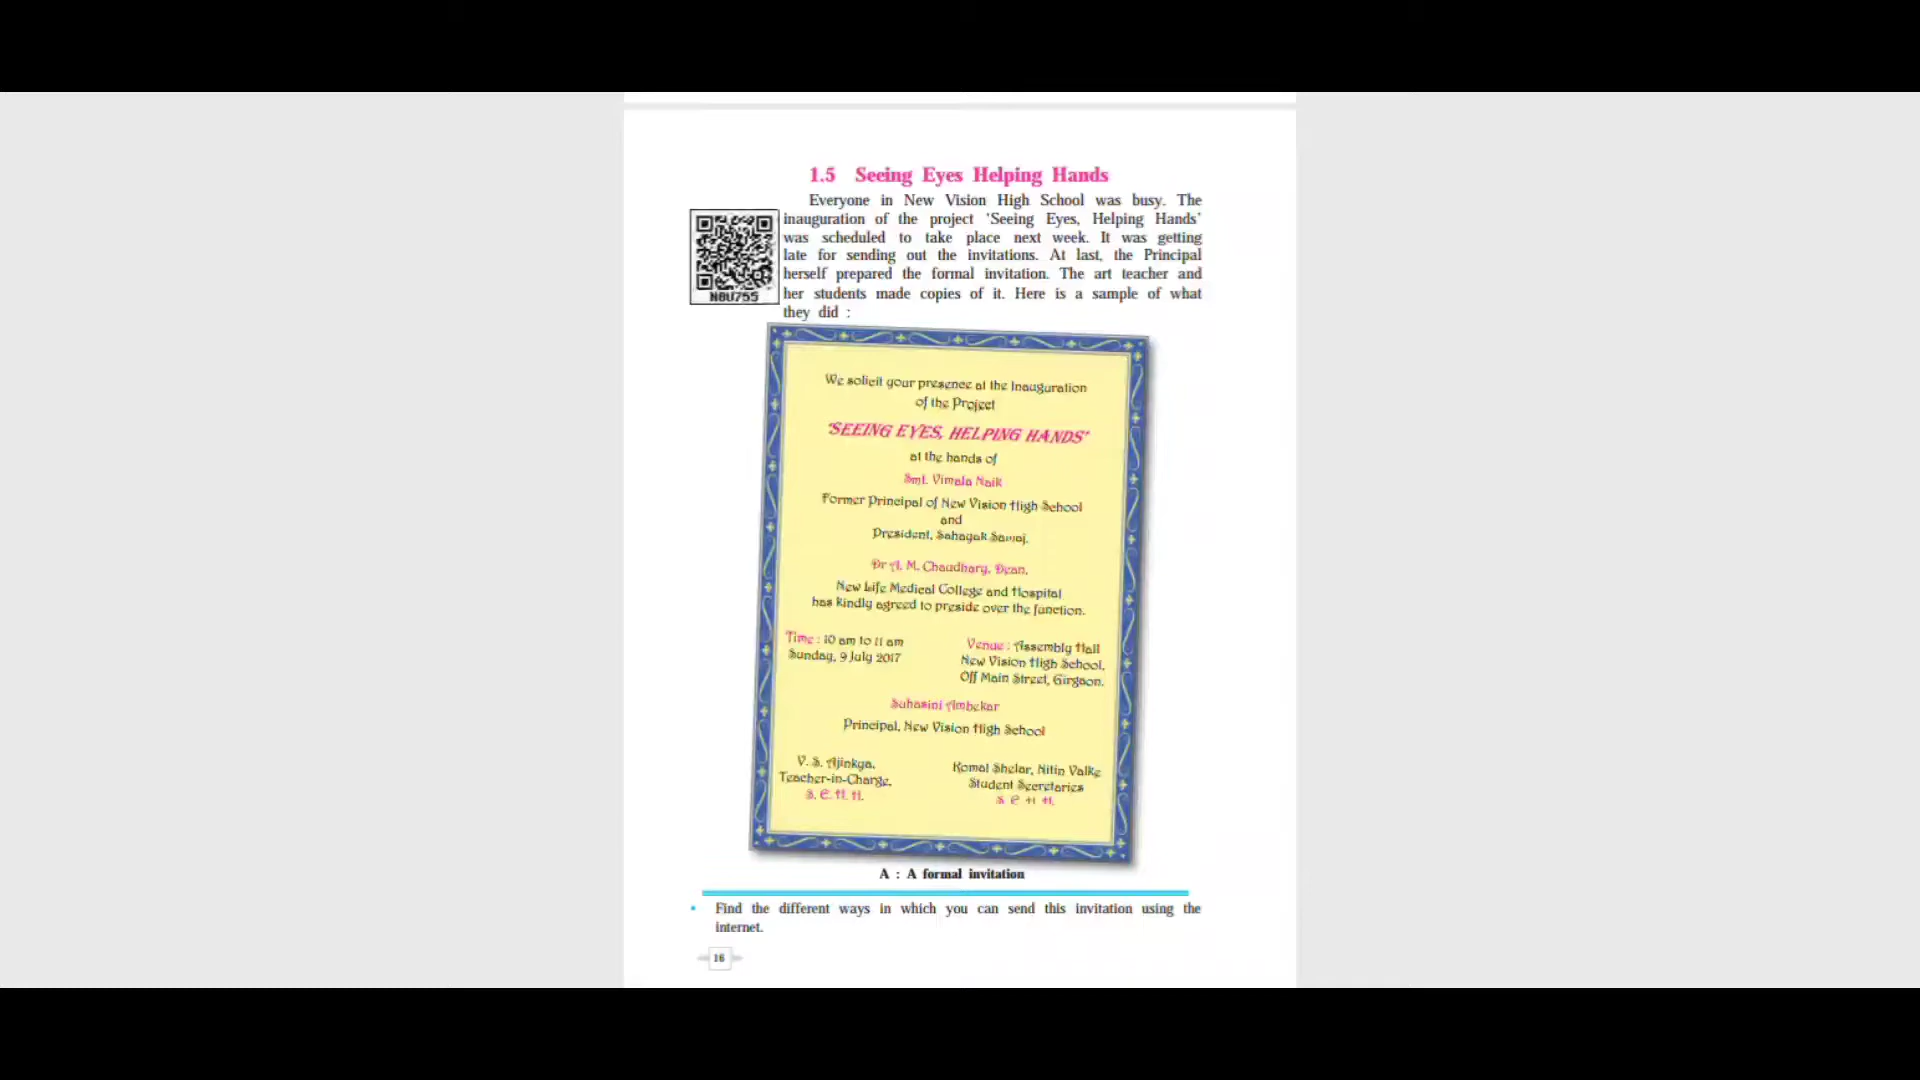 1.5 Seeing Eyes Helping Hands
Everyone in New Vision High School was busy. The
inauguration of the project ‘Seeing Eyes, Helping Hands’
was scheduled to take place next week. It was getting
late for sending out the invitations. At last, the Principal
herself prepared the formal invitation. The art teacher and
her students made copies of it. Here is a sample of what
they did :
N8U755
We solicit your presence at the Inauguration
of the Project
‘SEEING EYES, HELPING HANDS’
at the hands of
Smt. Vimala Naik
Former Principal of New Vision High School
and
President, Sahayak Samaj.
Dr A. M. Chaudhary, Dean,
New Life Medical College and Hospital
has kindly agreed to preside over the function.
Time : 10 am to 11 am
Sunday, 9 July 2017
Venue : Assembly Hall
New Vision High School,
Off Main Street, Girgaon.
Suhasini Ambekar
Principal, New Vision High School
V. S. Ajinkya,
Teacher-in-Charge,
S. E. H. H.
Komal Shelar, Nitin Valke
Student Secretaries
S E H H.
A : A formal invitation
• Find the different ways in which you can send this invitation using the
internet.
16